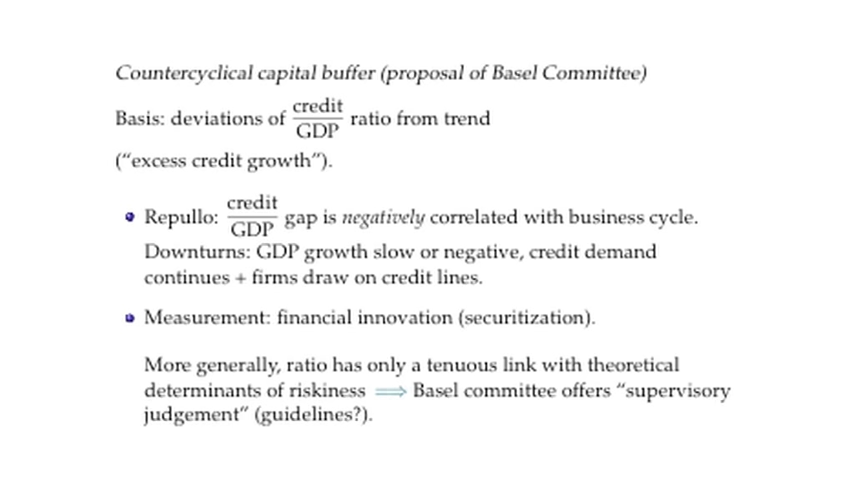 Countercyclical capital buffer (proposal of Basel Committee)
Basis: deviations of credit/GDP ratio from trend
(“excess credit growth”).
Repullo: credit/GDP gap is negatively correlated with business cycle.
Downturns: GDP growth slow or negative, credit demand
continues + firms draw on credit lines.
Measurement: financial innovation (securitization).
More generally, ratio has only a tenuous link with theoretical
determinants of riskiness ⟹ Basel committee offers “supervisory
judgement” (guidelines?).